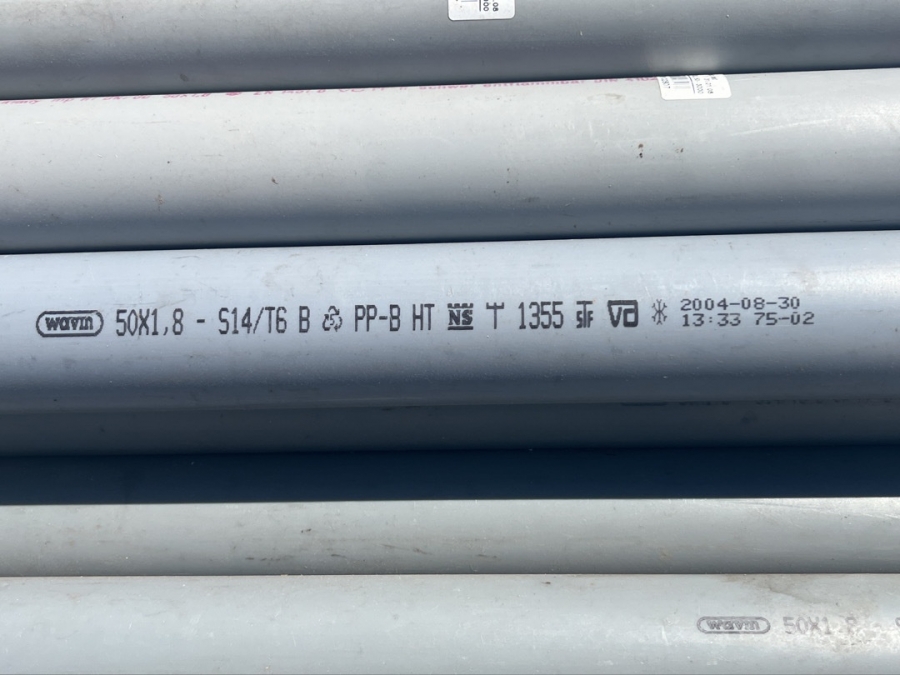 wavin 50X1,8 - S14/T6 B PP-B HT NS 1355 STF VA 2004-08-30
13:33 75-02
wavin 50X1,8